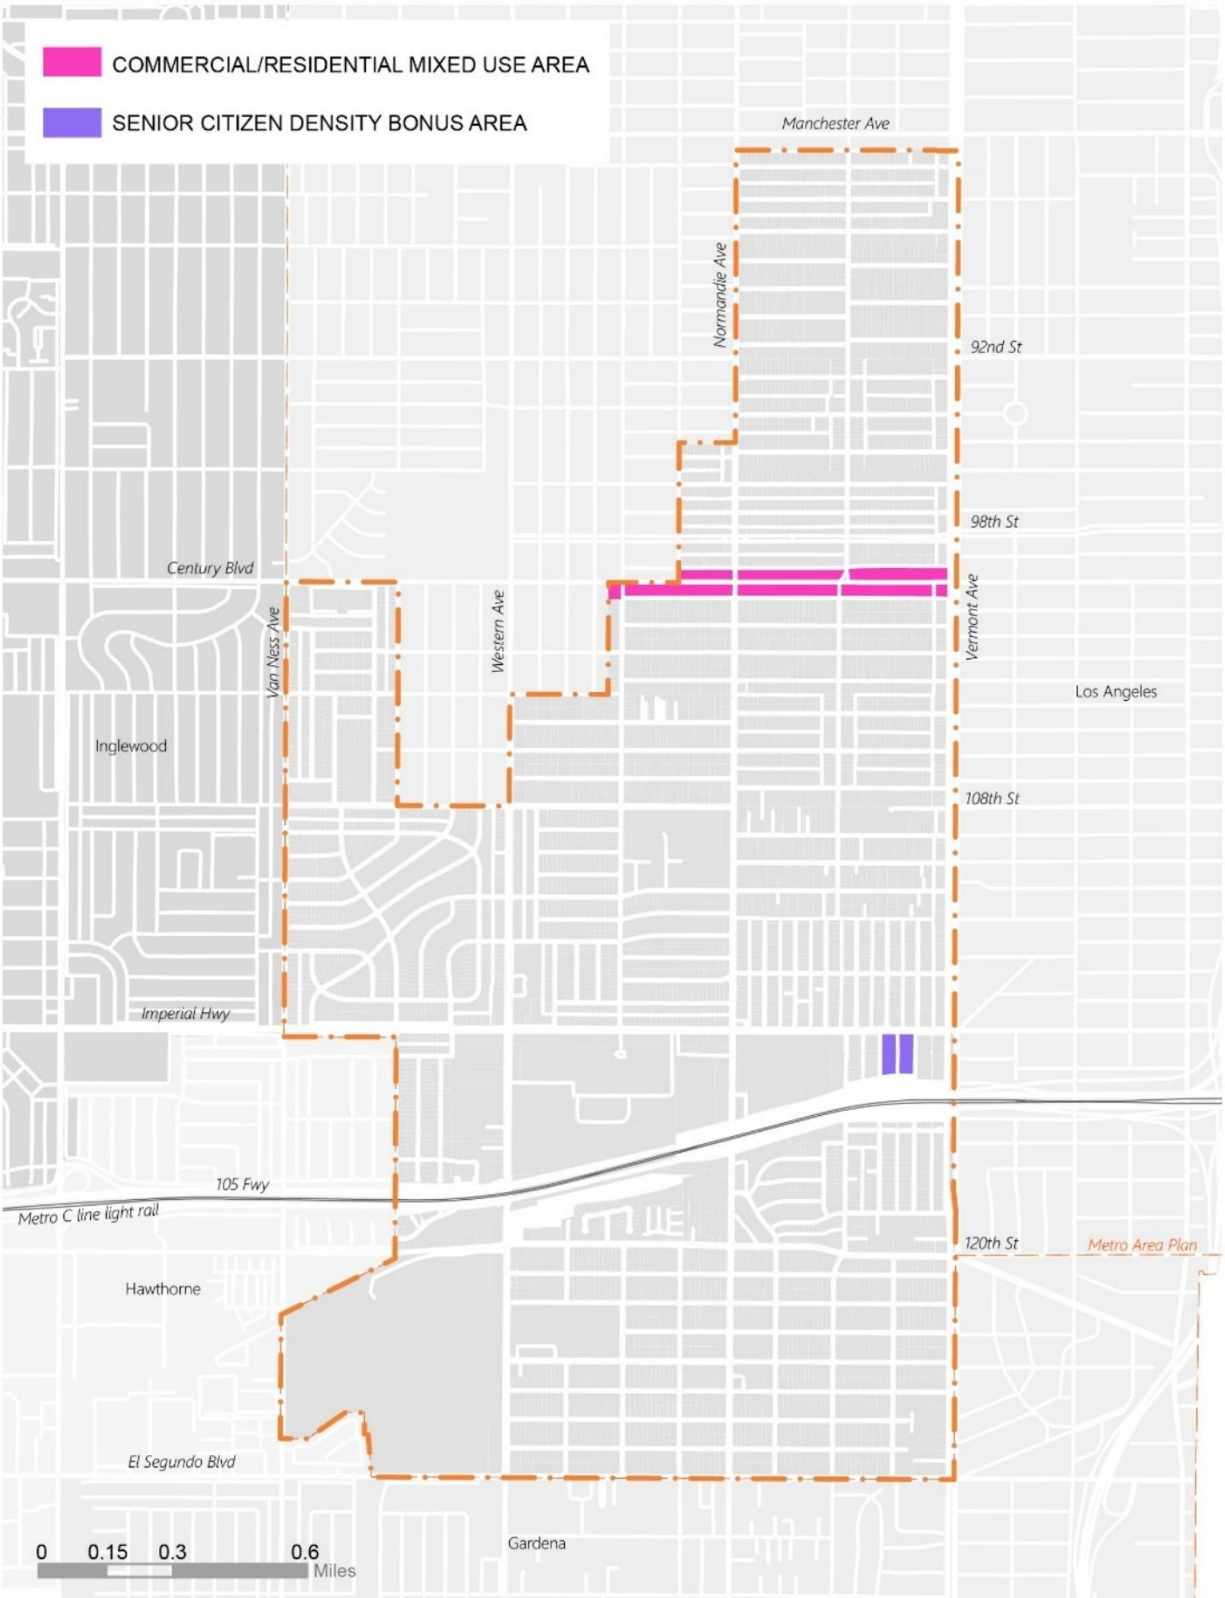 COMMERCIAL/RESIDENTIAL MIXED USE AREA
SENIOR CITIZEN DENSITY BONUS AREA
Manchester Ave
Normandie Ave
92nd St
98th St
Century Blvd
Van Ness Ave
Western Ave
Vermont Ave
Los Angeles
Inglewood
108th St
Imperial Hwy
105 Fwy
Metro C line light rail
120th St
Metro Area Plan
Hawthorne
El Segundo Blvd
Gardena
0 0.15 0.3 0.6
Miles